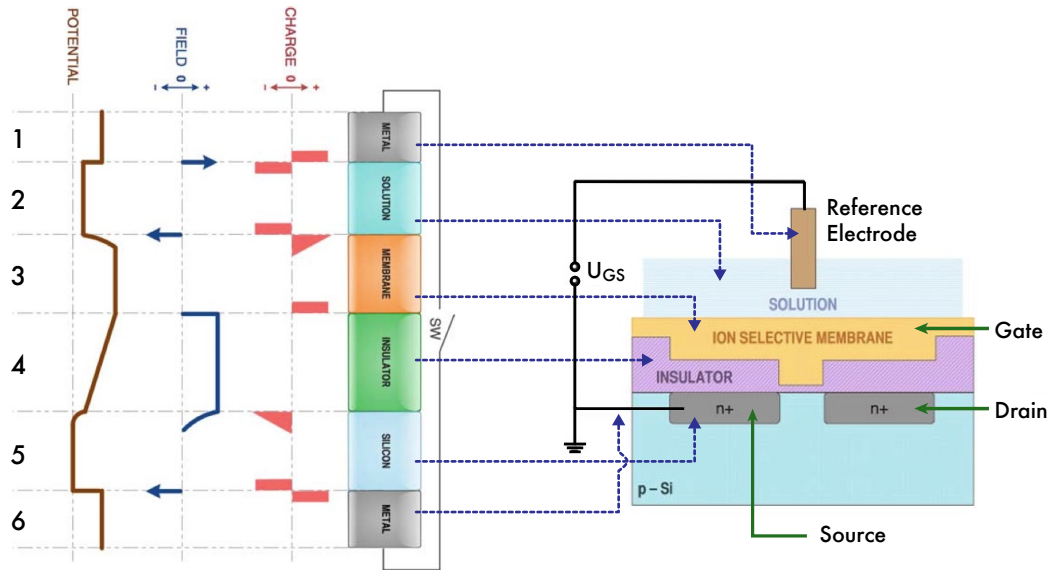 POTENTIAL
FIELD
- 0 +
CHARGE
- 0 +
1
2
3
4
5
6
METAL
SOLUTION
MEMBRANE
INSULATOR
SILICON
METAL
SW
U_GS
Reference
Electrode
SOLUTION
ION SELECTIVE MEMBRANE
INSULATOR
n+
n+
p – Si
Gate
Drain
Source